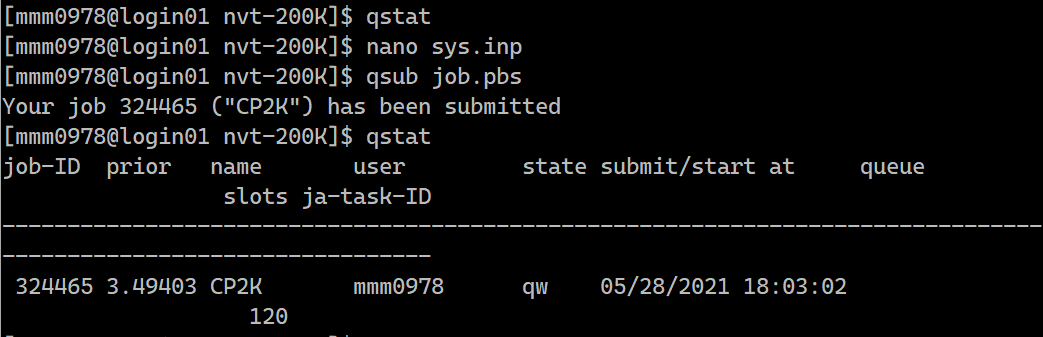 [mmm0978@login01 nvt-200K]$ qstat
[mmm0978@login01 nvt-200K]$ nano sys.inp
[mmm0978@login01 nvt-200K]$ qsub job.pbs
Your job 324465 ("CP2K") has been submitted
[mmm0978@login01 nvt-200K]$ qstat
job-ID  prior   name       user         state submit/start at     queue
                 slots ja-task-ID
--------------------------------------------------------------------------------
---------------------------------
 324465 3.49403 CP2K       mmm0978      qw    05/28/2021 18:03:02
                   120